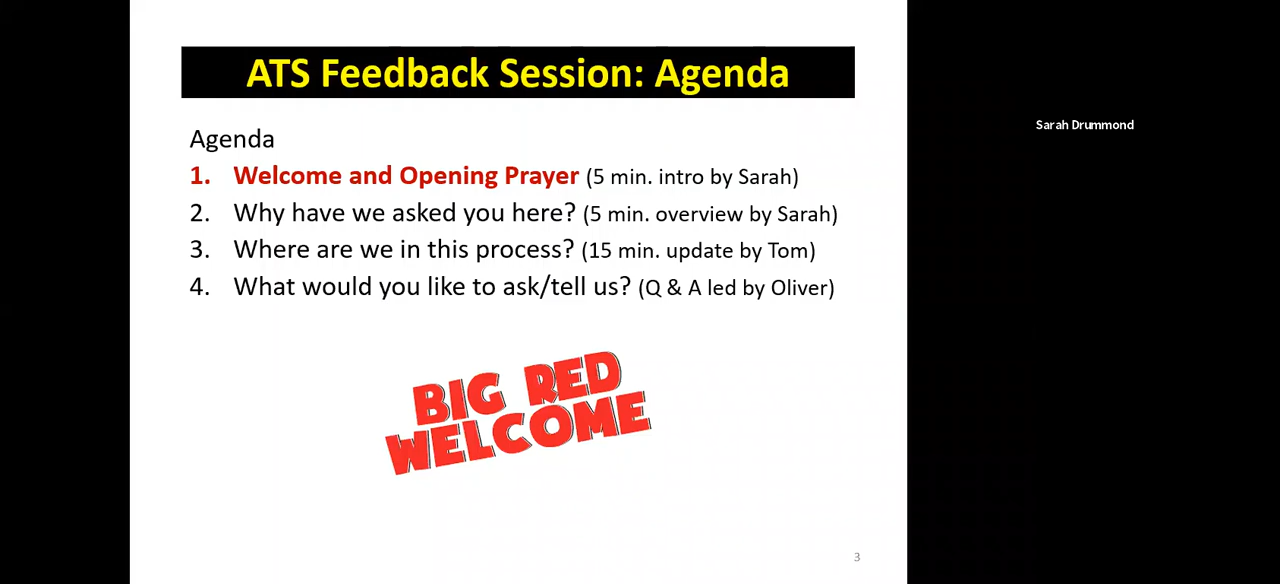 ATS Feedback Session: Agenda
Sarah Drummond
Agenda
1. Welcome and Opening Prayer (5 min. intro by Sarah)
2. Why have we asked you here? (5 min. overview by Sarah)
3. Where are we in this process? (15 min. update by Tom)
4. What would you like to ask/tell us? (Q & A led by Oliver)
BIG RED
WELCOME
3